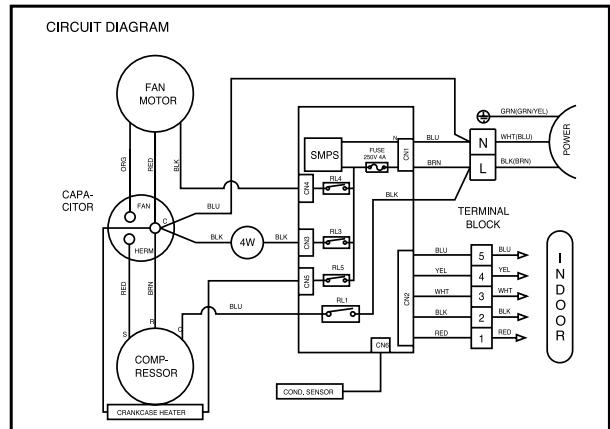 CIRCUIT DIAGRAM
FAN
MOTOR
ORG
RED
BLK
CAPA-
CITOR
FAN
C
HERM
BLU
BLK
4W
BLK
RED
BRN
S
R
C
BLU
COMP-
RESSOR
CRANKCASE HEATER
SMPS
FUSE
250V 4A
N
CN1
CN4
RL4
CN3
RL3
CN5
RL5
RL1
CN2
CN6
COND. SENSOR
BLU
BRN
BLK
N
L
GRN(GRN/YEL)
WHT(BLU)
BLK(BRN)
POWER
TERMINAL
BLOCK
BLU 5 BLU
YEL 4 YEL
WHT 3 WHT
BLK 2 BLK
RED 1 RED
INDOOR